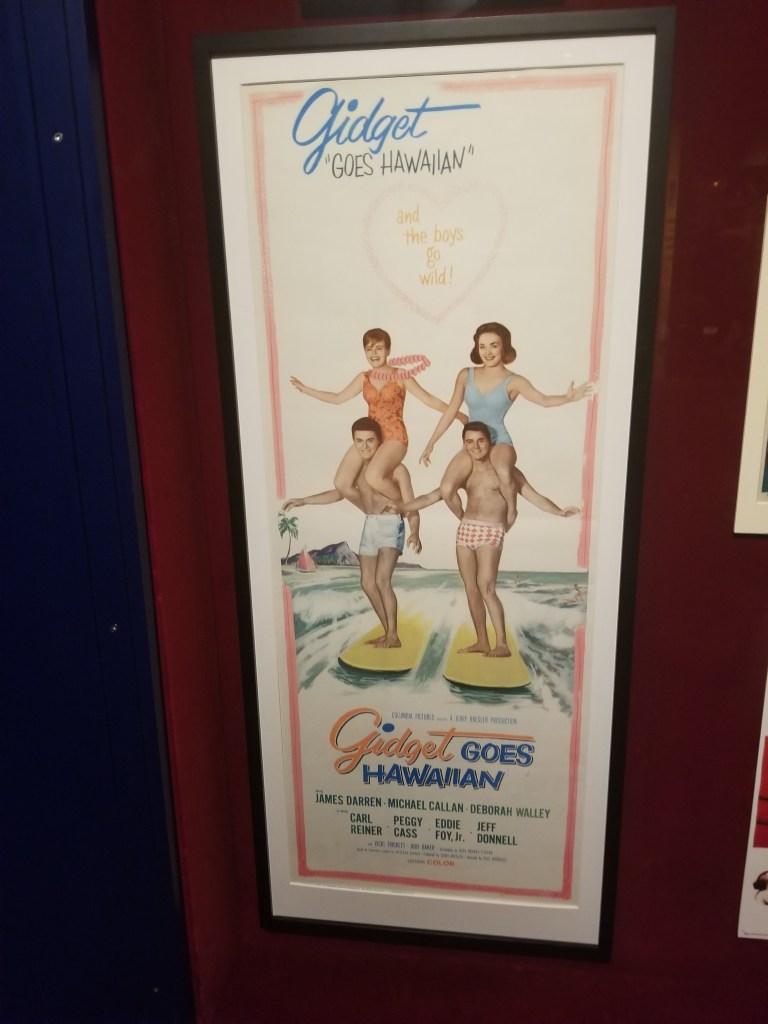 Gidget
"GOES HAWAIIAN"
and
the boys
go
wild!
COLUMBIA PICTURES presents A JERRY BRESLER PRODUCTION
Gidget GOES
HAWAIIAN
JAMES DARREN · MICHAEL CALLAN · DEBORAH WALLEY
CARL REINER · PEGGY CASS · EDDIE FOY, Jr. · JEFF DONNELL
COLOR